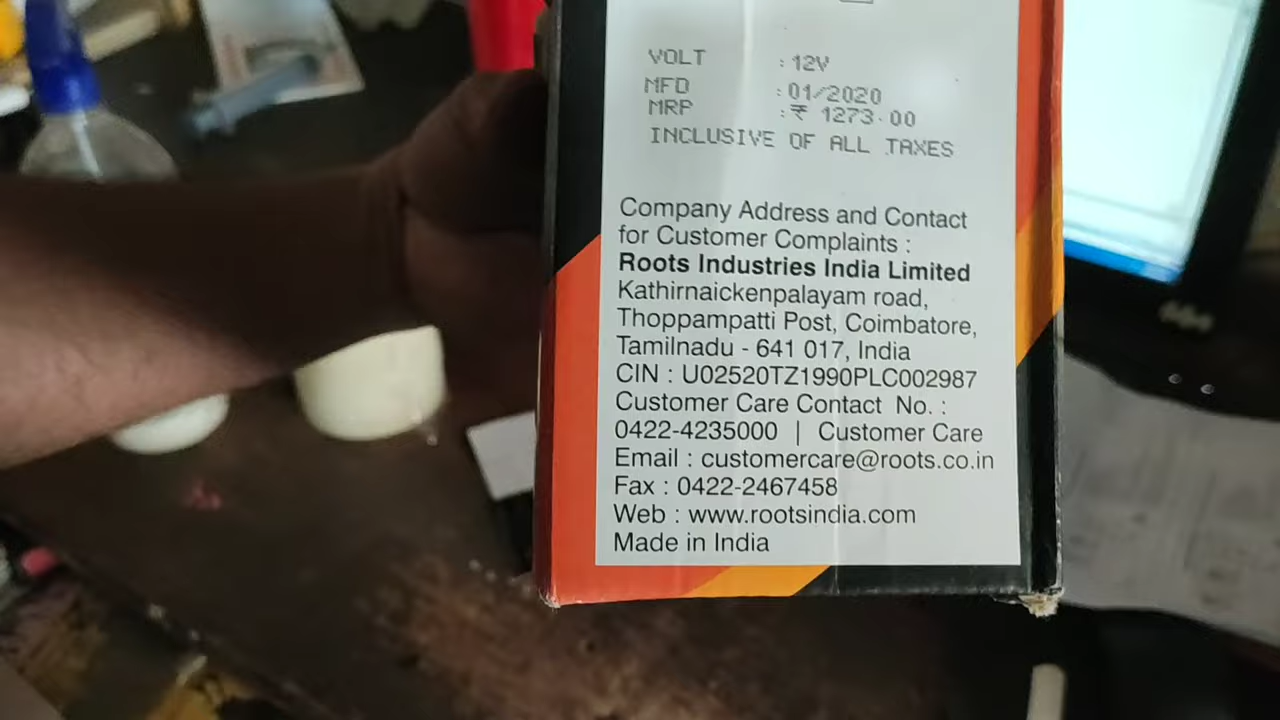 VOLT : 12V
MFD : 01/2020
MRP : ₹ 1273.00
INCLUSIVE OF ALL TAXES
Company Address and Contact
for Customer Complaints :
Roots Industries India Limited
Kathirnaickenpalayam road,
Thoppampatti Post, Coimbatore,
Tamilnadu - 641 017, India
CIN : U02520TZ1990PLC002987
Customer Care Contact No. :
0422-4235000 | Customer Care
Email : customercare@roots.co.in
Fax : 0422-2467458
Web : www.rootsindia.com
Made in India